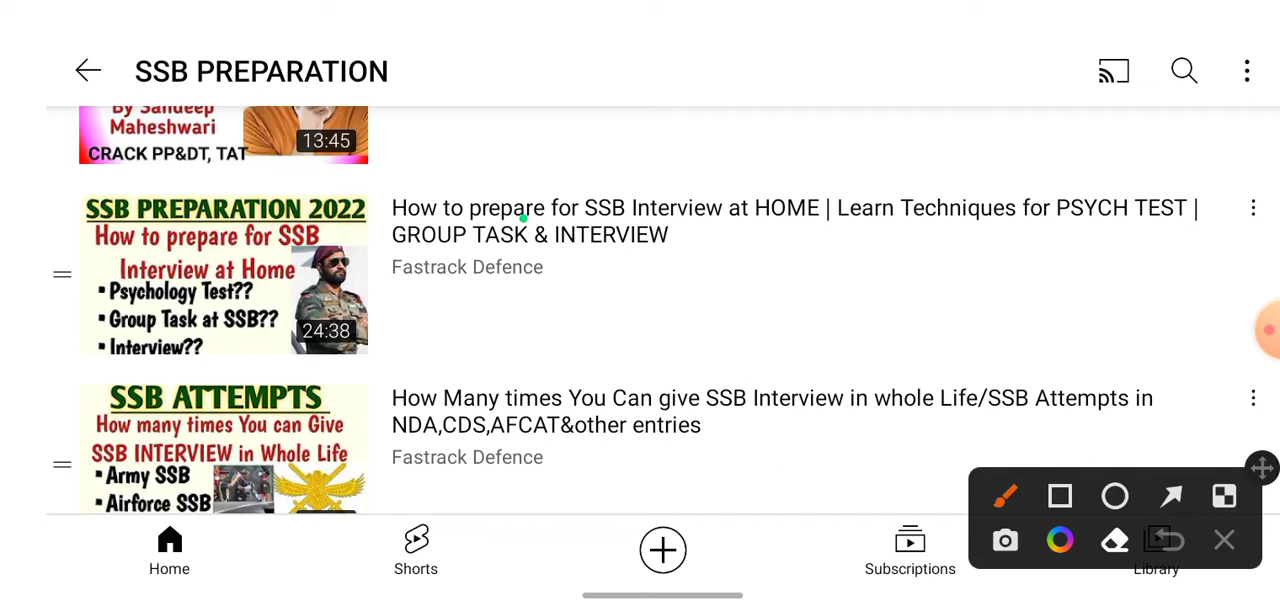 SSB PREPARATION
By Sandeep
Maheshwari
13:45
CRACK PP&DT, TAT
SSB PREPARATION 2022
How to prepare for SSB
Interview at Home
▪Psychology Test??
▪Group Task at SSB??
▪Interview??
24:38
How to prepare for SSB Interview at HOME | Learn Techniques for PSYCH TEST |
GROUP TASK & INTERVIEW
Fastrack Defence
SSB ATTEMPTS
How many times You can Give
SSB INTERVIEW in Whole Life
▪Army SSB
▪Airforce SSB
How Many times You Can give SSB Interview in whole Life/SSB Attempts in
NDA,CDS,AFCAT&other entries
Fastrack Defence
Home
Shorts
Subscriptions
Library